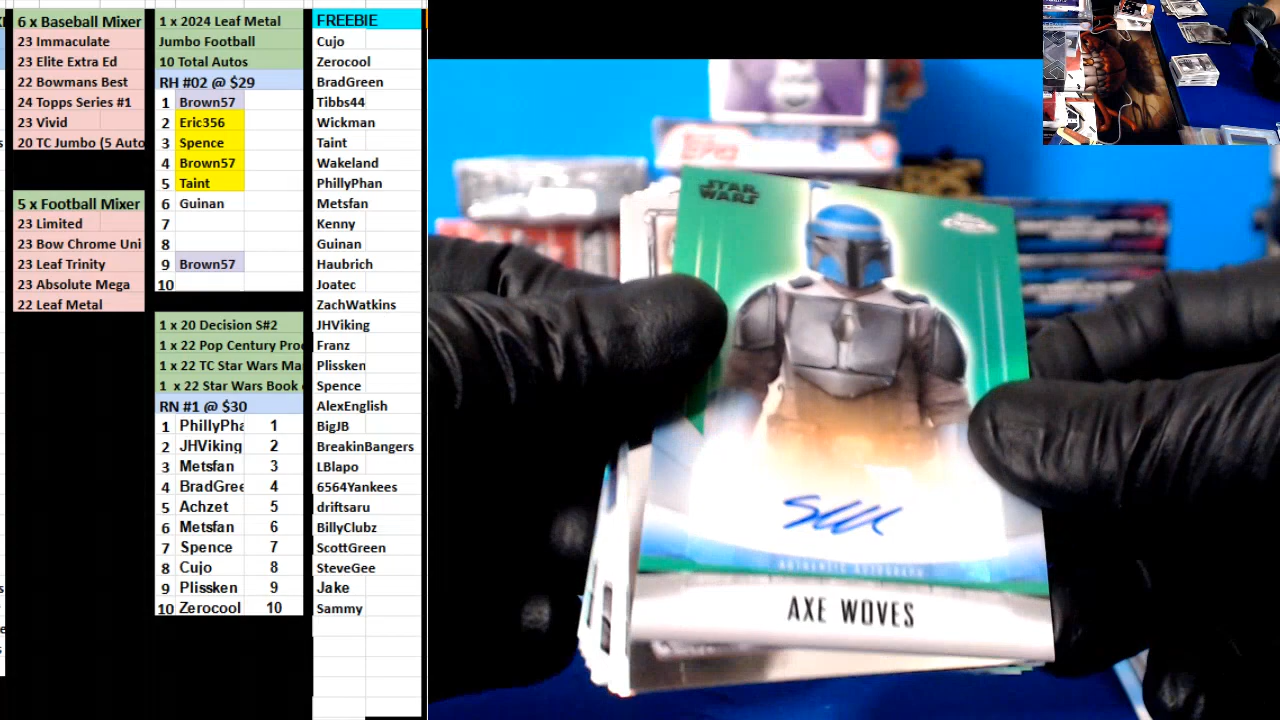 6 x Baseball Mixer
23 Immaculate
23 Elite Extra Ed
22 Bowmans Best
24 Topps Series #1
23 Vivid
20 TC Jumbo (5 Auto
5 x Football Mixer
23 Limited
23 Bow Chrome Uni
23 Leaf Trinity
23 Absolute Mega
22 Leaf Metal
1 x 2024 Leaf Metal
Jumbo Football
10 Total Autos
RH #02 @ $29
1 Brown57
2 Eric356
3 Spence
4 Brown57
5 Taint
6 Guinan
7
8
9 Brown57
10
1 x 20 Decision S#2
1 x 22 Pop Century Pro
1 x 22 TC Star Wars Ma
1 x 22 Star Wars Book
RN #1 @ $30
1 PhillyPha 1
2 JHViking 2
3 Metsfan 3
4 BradGree 4
5 Achzet 5
6 Metsfan 6
7 Spence 7
8 Cujo 8
9 Plissken 9
10 Zerocool 10
FREEBIE
Cujo
Zerocool
BradGreen
Tibbs44
Wickman
Taint
Wakeland
PhillyPhan
Metsfan
Kenny
Guinan
Haubrich
Joatec
ZachWatkins
JHViking
Franz
Plissken
Spence
AlexEnglish
BigJB
BreakinBangers
LBlapo
6564Yankees
driftsaru
BillyClubz
ScottGreen
SteveGee
Jake
Sammy
STAR
WARS
AUTHENTIC AUTOGRAPH
AXE WOVES